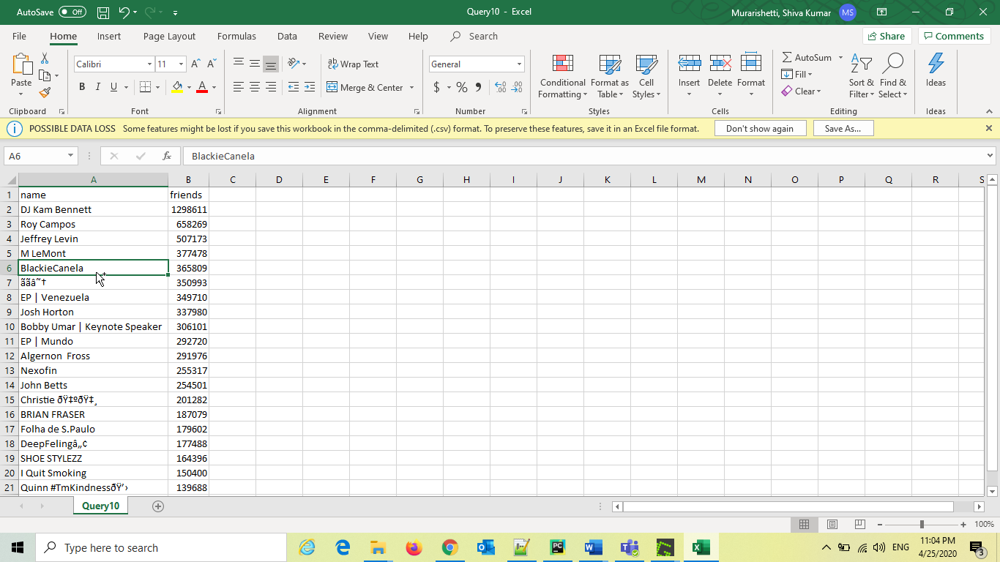 AutoSave Off Query10 - Excel Murarishetti, Shiva Kumar MS
File Home Insert Page Layout Formulas Data Review View Help Search Share Comments
Calibri 11 A^ Aˇ ab Wrap Text General AutoSum
Paste B I U A Merge & Center $ % 9 Conditional Formatting Format as Table Cell Styles Insert Delete Format Fill Clear Sort & Filter Find & Select Ideas
Clipboard Font Alignment Number Styles Cells Editing Ideas
POSSIBLE DATA LOSS Some features might be lost if you save this workbook in the comma-delimited (.csv) format. To preserve these features, save it in an Excel file format. Don't show again Save As...
A6 fx BlackieCanela
A B C D E F G H I J K L M N O P Q R S
1 name friends
2 DJ Kam Bennett 1298611
3 Roy Campos 658269
4 Jeffrey Levin 507173
5 M LeMont 377478
6 BlackieCanela 365809
7 ããâ˜† 350993
8 EP | Venezuela 349710
9 Josh Horton 337980
10 Bobby Umar | Keynote Speaker 306101
11 EP | Mundo 292720
12 Algernon  Fross 291976
13 Nexofin 255317
14 John Betts 254501
15 Christie ðŸ‡ºðŸ‡¸ 201282
16 BRIAN FRASER 187079
17 Folha de S.Paulo 179602
18 DeepFelingâ„¢ 177488
19 SHOE STYLEZZ 164396
20 I Quit Smoking 150400
21 Quinn #TmKindnessðŸ’› 139688
Query10
100%
Type here to search ENG 11:04 PM
4/25/2020 3